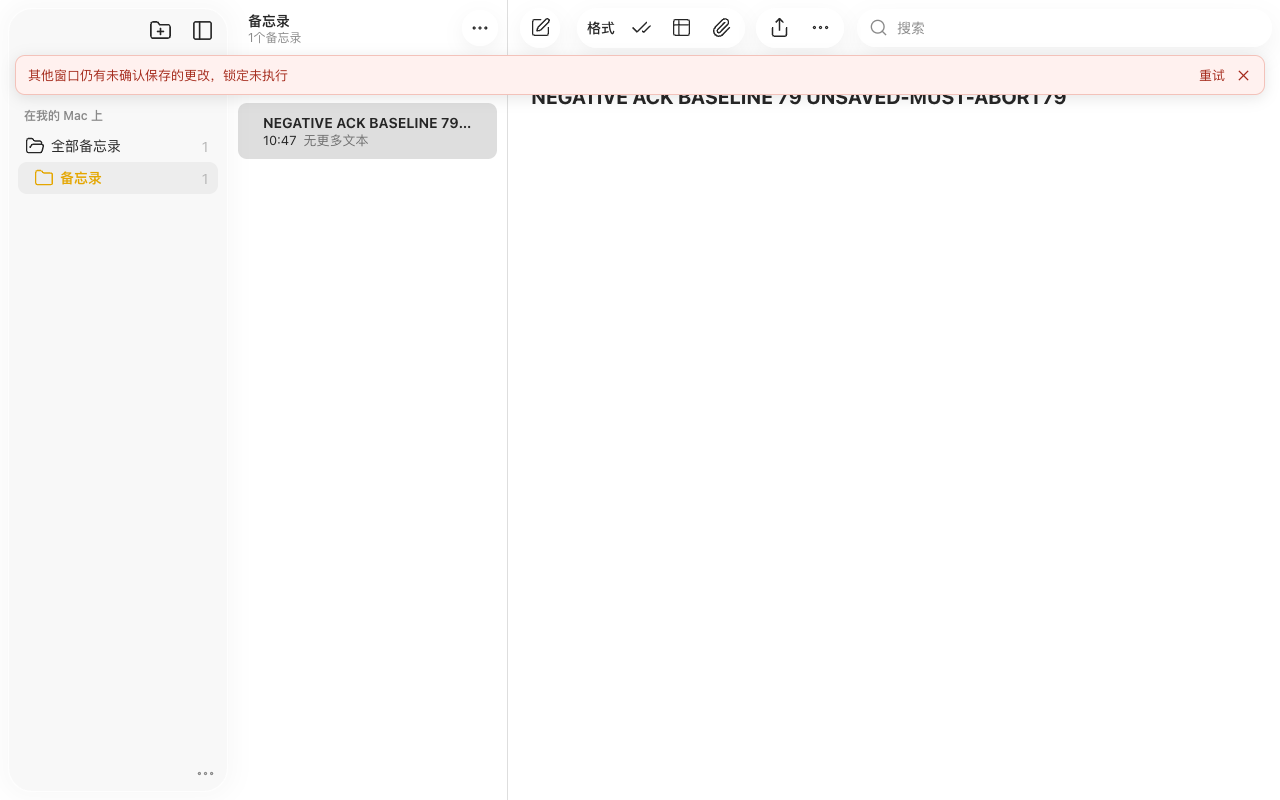 备忘录
1个备忘录
格式
搜索
其他窗口仍有未确认保存的更改，锁定未执行
重试
在我的 Mac 上
全部备忘录 1
备忘录 1
NEGATIVE ACK BASELINE 79...
10:47 无更多文本
NEGATIVE ACK BASELINE 79 UNSAVED-MUST-ABORT79